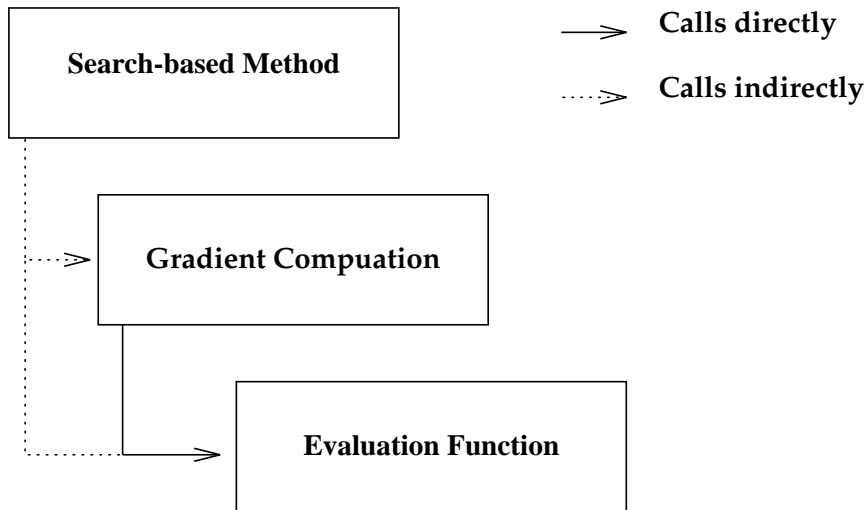 Search-based Method
Calls directly
Calls indirectly
Gradient Compuation
Evaluation Function